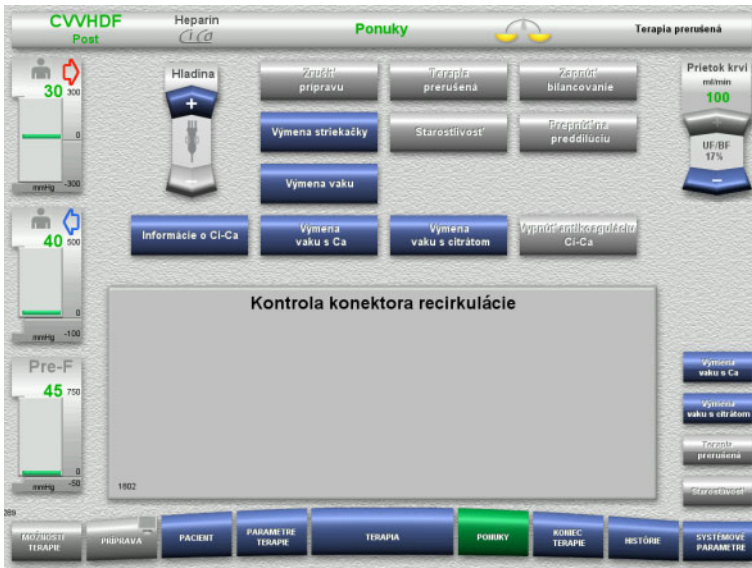 CVVHDF
Post
Heparin
Ci Ca
Ponuky
Terapia prerušená
30
300
0
mmHg
-300
Hladina
+
−
Zrušiť
prípravu
Terapia
prerušená
Zapnúť
bilancovanie
Výmena striekačky
Starostlivosť
Prepnúť na
predilúciu
Výmena vaku
Prietok krvi
ml/min
100
+
UF/BF
17%
−
40
500
0
mmHg
-100
Informácie o Ci-Ca
Výmena
vaku s Ca
Výmena
vaku s citrátom
Vypnúť antikoaguláciu
Ci-Ca
Kontrola konektora recirkulácie
1802
Pre-F
45
750
0
mmHg
-50
Výmena
vaku s Ca
Výmena
vaku s citrátom
Terapia
prerušená
Starostlivosť
289
MOŽNOSTI
TERAPIE
PRÍPRAVA
PACIENT
PARAMETRE
TERAPIE
TERAPIA
PONUKY
KONIEC
TERAPIE
HISTÓRIE
SYSTÉMOVÉ
PARAMETRE